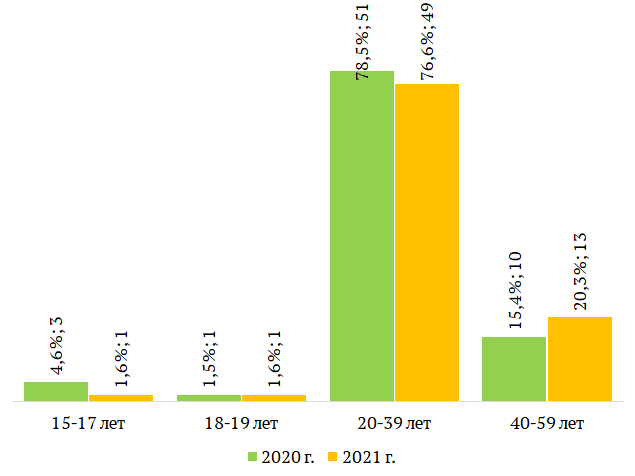 78,5%; 51
76,6%; 49
20,3%; 13
15,4%; 10
4,6%; 3
1,6%; 1
1,5%; 1
1,6%; 1
15-17 лет
18-19 лет
20-39 лет
40-59 лет
2020 г.
2021 г.